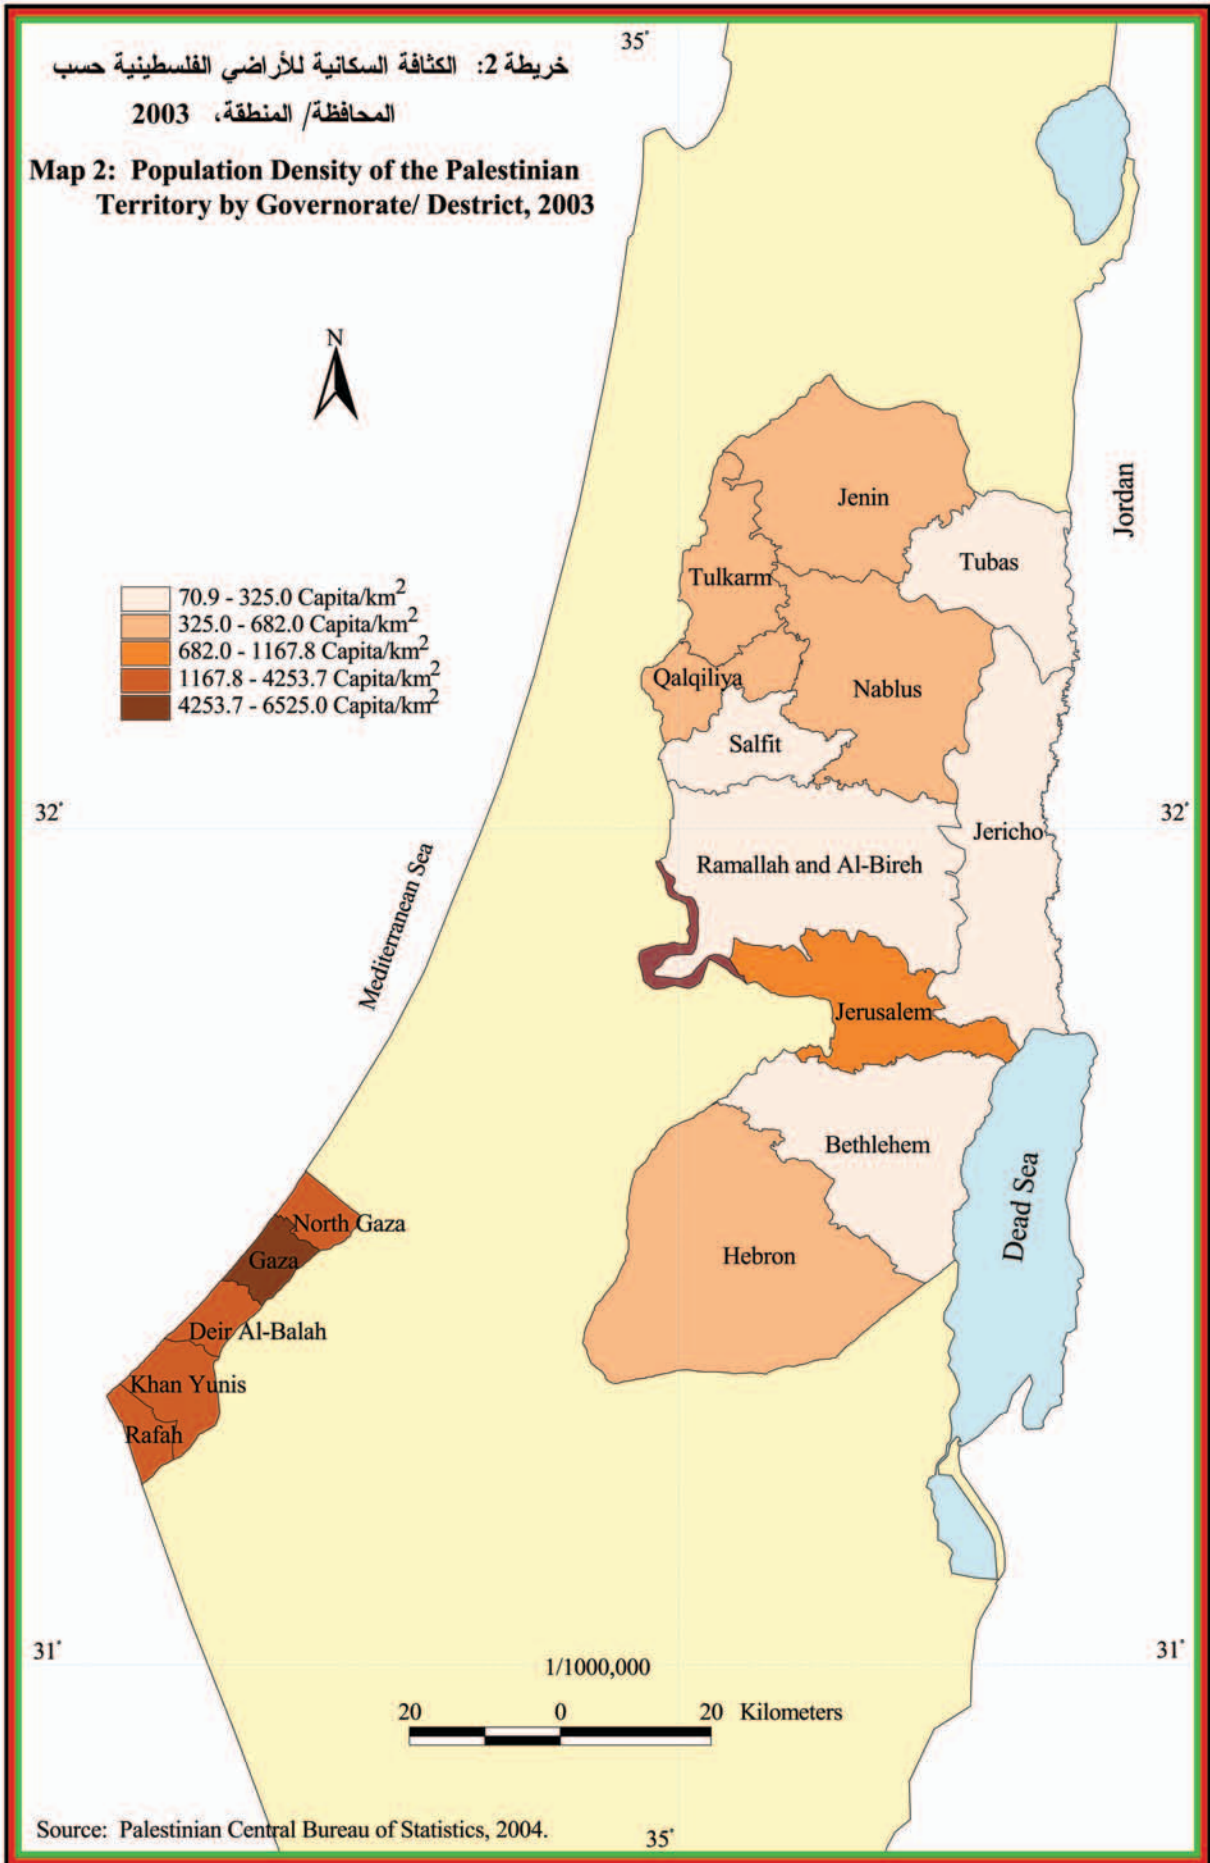 خريطة 2: الكثافة السكانية للأراضي الفلسطينية حسب
المحافظة/ المنطقة، 2003
Map 2: Population Density of the Palestinian
Territory by Governorate/ Destrict, 2003
35°
N
Jordan
Jenin
Tubas
Tulkarm
70.9 - 325.0 Capita/km²
325.0 - 682.0 Capita/km²
682.0 - 1167.8 Capita/km²
1167.8 - 4253.7 Capita/km²
4253.7 - 6525.0 Capita/km²
Qalqiliya
Nablus
Salfit
32°
32°
Jericho
Ramallah and Al-Bireh
Mediterranean Sea
Jerusalem
Bethlehem
Dead Sea
North Gaza
Gaza
Hebron
Deir Al-Balah
Khan Yunis
Rafah
31°
31°
1/1000,000
20 0 20 Kilometers
Source: Palestinian Central Bureau of Statistics, 2004.
35°